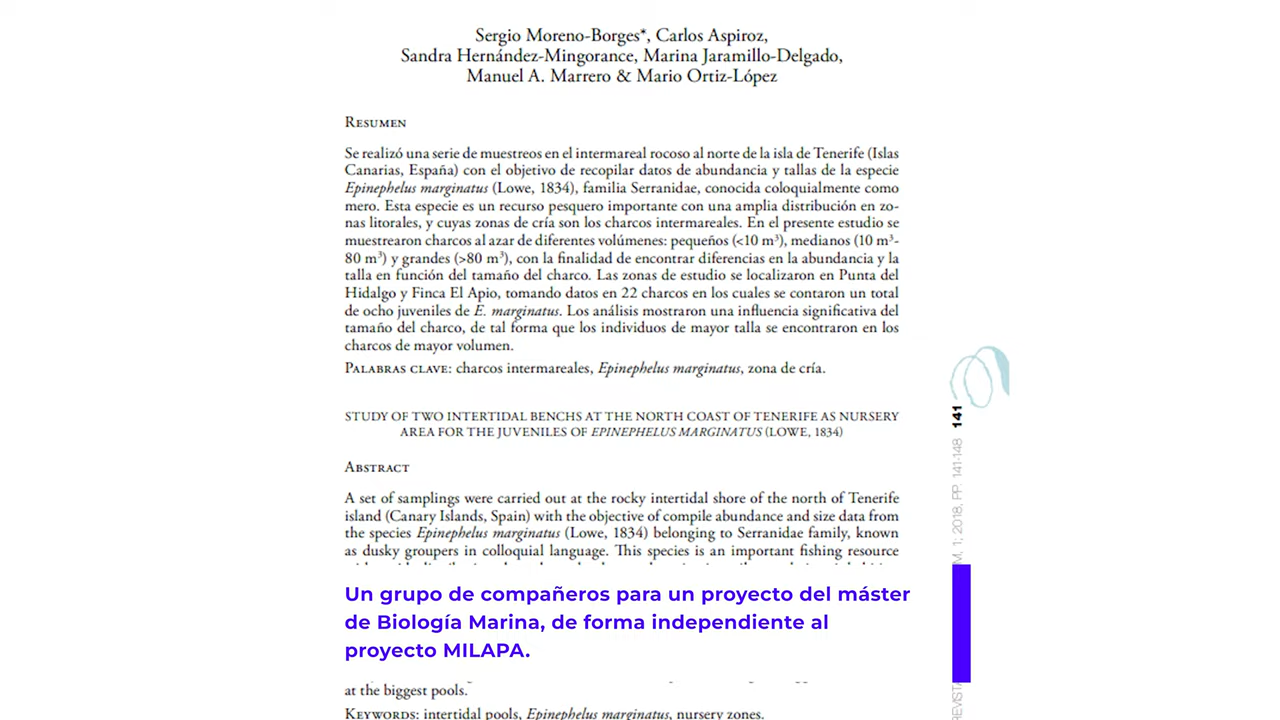 Sergio Moreno-Borges*, Carlos Aspiroz,
Sandra Hernández-Mingorance, Marina Jaramillo-Delgado,
Manuel A. Marrero & Mario Ortiz-López
Resumen
Se realizó una serie de muestreos en el intermareal rocoso al norte de la isla de Tenerife (Islas
Canarias, España) con el objetivo de recopilar datos de abundancia y tallas de la especie
Epinephelus marginatus (Lowe, 1834), familia Serranidae, conocida coloquialmente como
mero. Esta especie es un recurso pesquero importante con una amplia distribución en zo-
nas litorales, y cuyas zonas de cría son los charcos intermareales. En el presente estudio se
muestrearon charcos al azar de diferentes volúmenes: pequeños (<10 m³), medianos (10 m³-
80 m³) y grandes (>80 m³), con la finalidad de encontrar diferencias en la abundancia y la
talla en función del tamaño del charco. Las zonas de estudio se localizaron en Punta del
Hidalgo y Finca El Apio, tomando datos en 22 charcos en los cuales se contaron un total
de ocho juveniles de E. marginatus. Los análisis mostraron una influencia significativa del
tamaño del charco, de tal forma que los individuos de mayor talla se encontraron en los
charcos de mayor volumen.
Palabras clave: charcos intermareales, Epinephelus marginatus, zona de cría.
STUDY OF TWO INTERTIDAL BENCHS AT THE NORTH COAST OF TENERIFE AS NURSERY
AREA FOR THE JUVENILES OF EPINEPHELUS MARGINATUS (LOWE, 1834)
Abstract
A set of samplings were carried out at the rocky intertidal shore of the north of Tenerife
island (Canary Islands, Spain) with the objective of compile abundance and size data from
the species Epinephelus marginatus (Lowe, 1834) belonging to Serranidae family, known
as dusky groupers in colloquial language. This species is an important fishing resource
Un grupo de compañeros para un proyecto del máster
de Biología Marina, de forma independiente al
proyecto MILAPA.
at the biggest pools.
Keywords: intertidal pools, Epinephelus marginatus, nursery zones.
REVISTA
M, 1; 2018, PP. 141-148 141